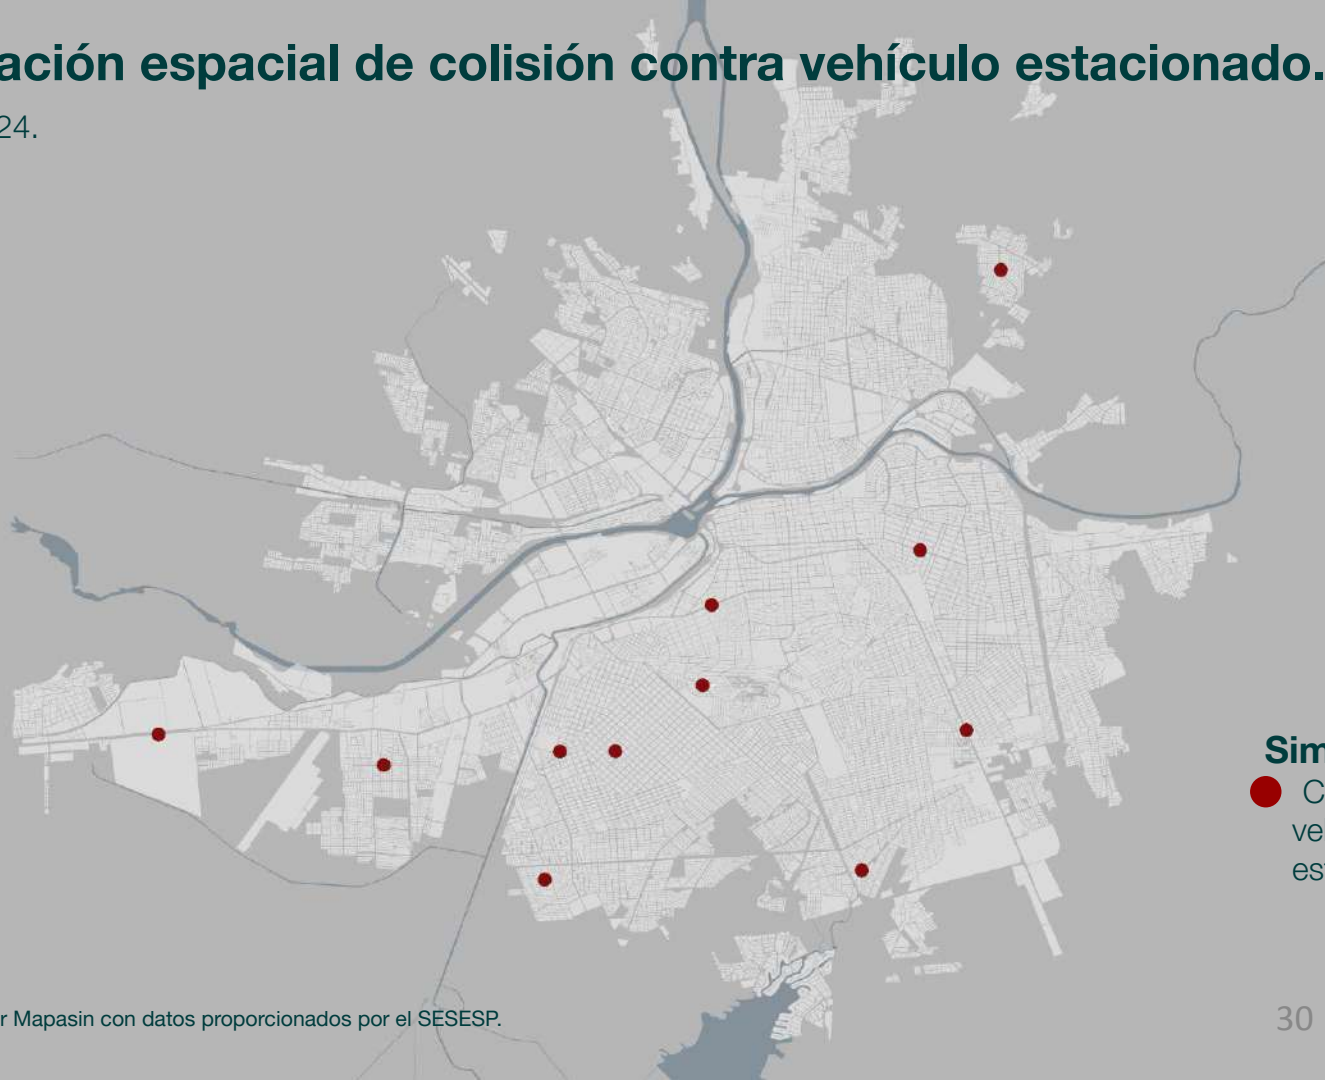 ación espacial de colisión contra vehículo estacionado.
24.
Sim
C
ve
es
r Mapasin con datos proporcionados por el SESESP.
30